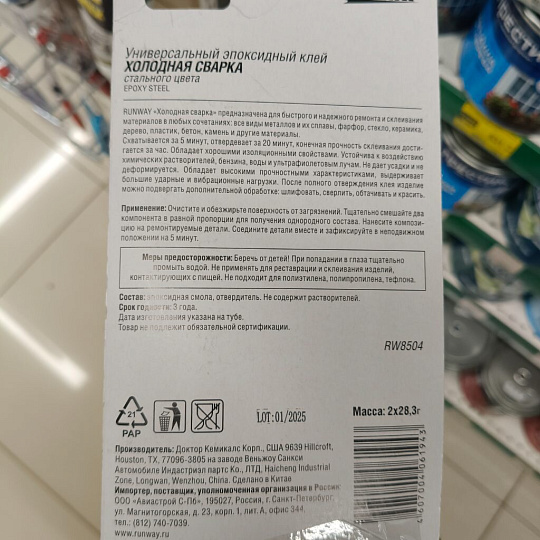 Универсальный эпоксидный клей
ХОЛОДНАЯ СВАРКА
стального цвета
EPOXY STEEL
RUNWAY «Холодная сварка» предназначена для быстрого и надежного ремонта и склеивания
материалов в любых сочетаниях: все виды металлов и их сплавы, фарфор, стекло, керамика,
дерево, пластик, бетон, камень и другие материалы.
Схватывается за 5 минут, отвердевает за 20 минут, конечная прочность склеивания дости-
гается за час. Обладает хорошими изоляционными свойствами. Устойчива к воздействию
химических растворителей, бензина, воды и ультрафиолетовым лучам. Не дает усадки и не
деформируется. Обладает высокими прочностными характеристиками, выдерживает
большие ударные и вибрационные нагрузки. После полного отверждения клея изделие
можно подвергать дополнительной обработке: шлифовать, сверлить, обтачивать и красить.
Применение: Очистите и обезжирьте поверхность от загрязнений. Тщательно смешайте два
компонента в равной пропорции для получения однородного состава. Нанесите компози-
цию на ремонтируемые детали. Соедините детали вместе и зафиксируйте в неподвижном
положении на 5 минут.
Меры предосторожности: Беречь от детей! При попадании в глаза тщательно
промыть водой. Не применять для реставрации и склеивания изделий,
контактирующих с пищей. Не подходит для полиэтилена, полипропилена, тефлона.
Состав: эпоксидная смола, отвердитель. Не содержит растворителей.
Срок годности: 3 года.
Дата изготовления указана на тубе.
Товар не подлежит обязательной сертификации.
RW8504
21
PAP
LOT:01/2025
Масса: 2x28,3г
4607004061943
Производитель: Доктор Кемикалс Корп., США 9639 Hillcroft,
Houston, TX, 77096-3805 на заводе Веньжоу Санкси
Автомобиле Индастриал партс Ко., ЛТД, Haicheng Industrial
Zone, Longwan, Wenzhou, China. Сделано в Китае
Импортер, поставщик, уполномоченная организация в России:
ООО «Авиастрой С-Пб», 195027, Россия, г. Санкт-Петербург,
ул. Магнитогорская, д. 23, корп. 1, лит. А, офис 344,
тел.: (812) 740-7039.
www.runway.ru